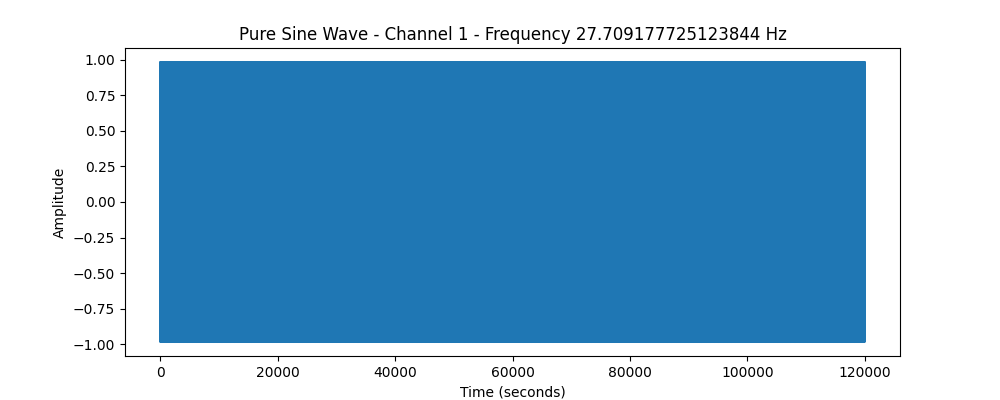 Pure Sine Wave - Channel 1 - Frequency 27.709177725123844 Hz
1.00
0.75
0.50
0.25
0.00
−0.25
−0.50
−0.75
−1.00
Amplitude
0 20000 40000 60000 80000 100000 120000
Time (seconds)